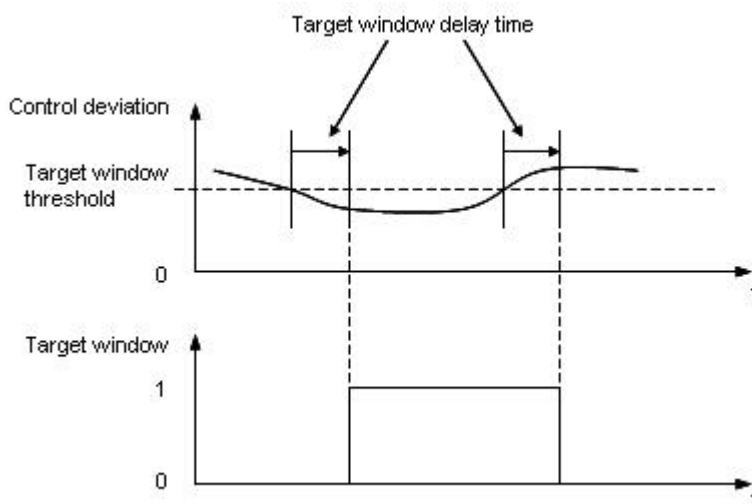 Target window delay time
Control deviation
Target window
threshold
0
Target window
1
0